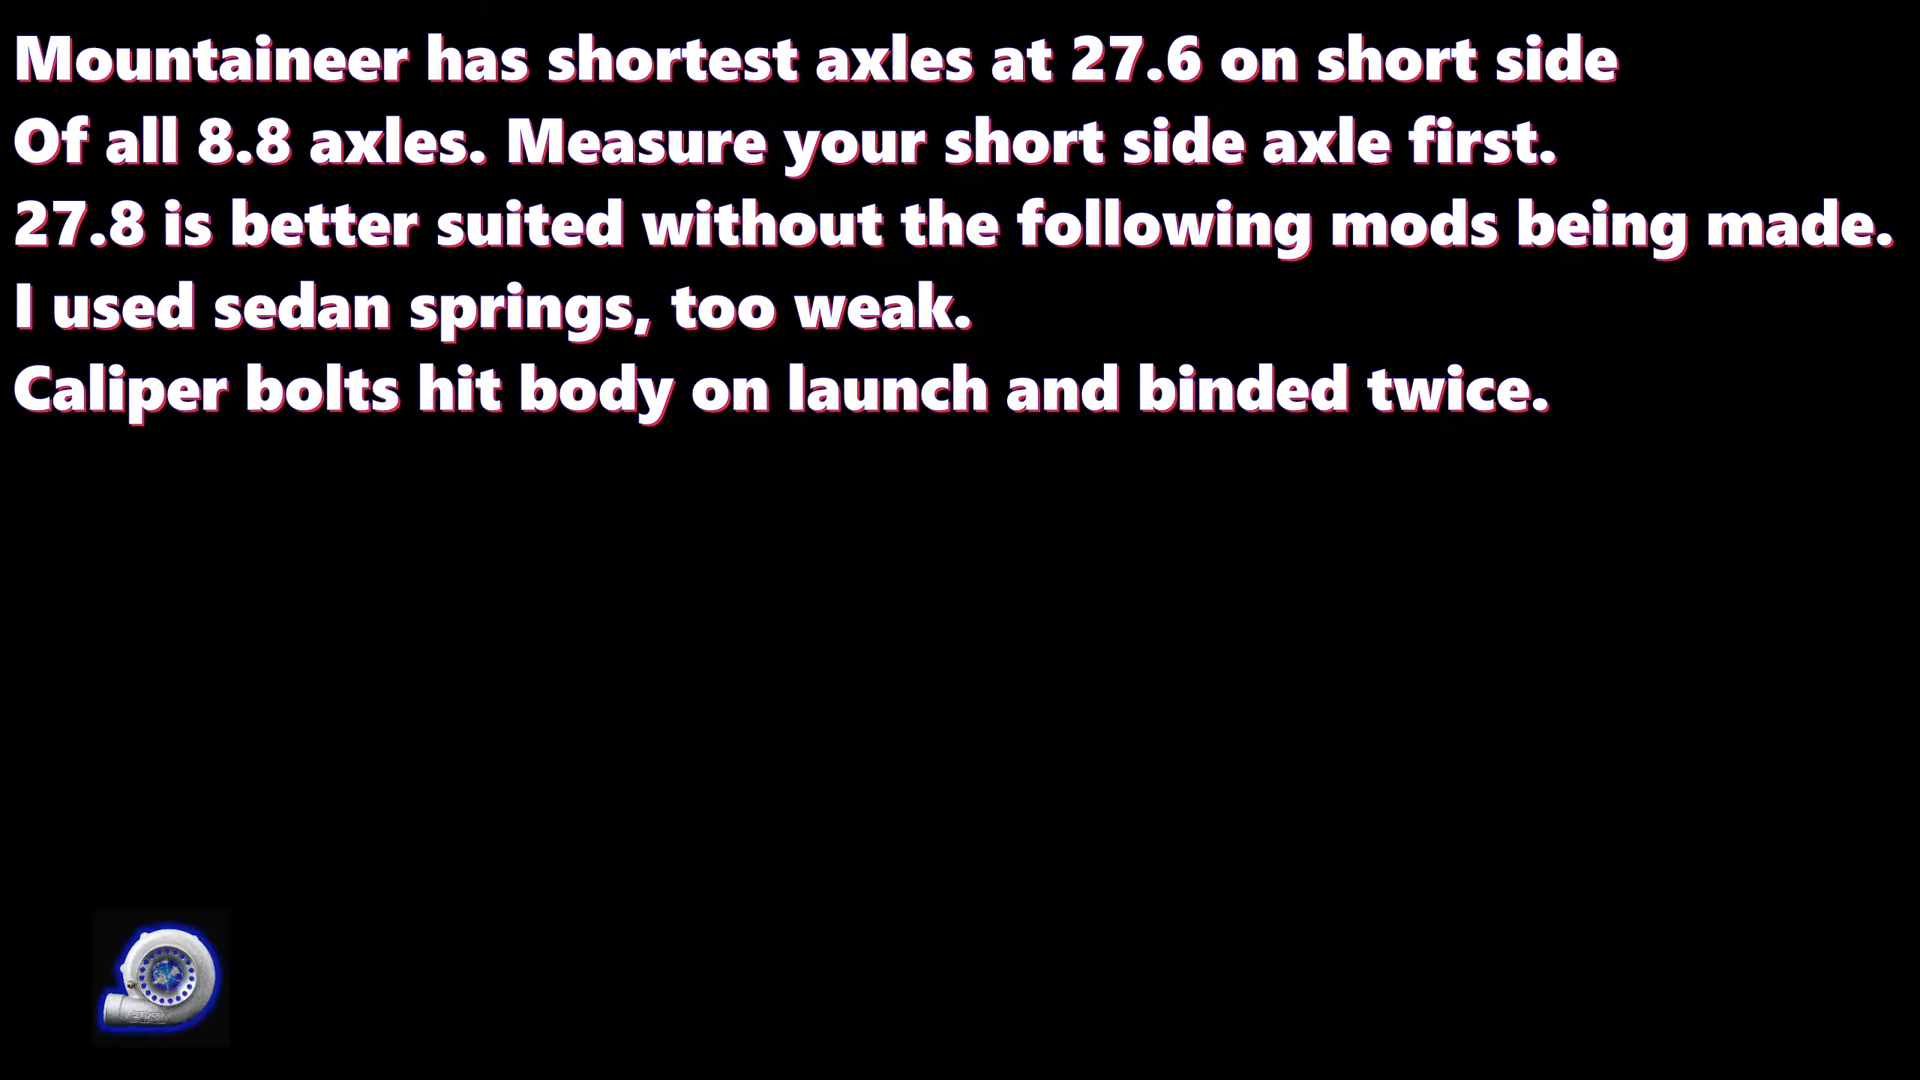 Mountaineer has shortest axles at 27.6 on short side
Of all 8.8 axles. Measure your short side axle first.
27.8 is better suited without the following mods being made.
I used sedan springs, too weak.
Caliper bolts hit body on launch and binded twice.